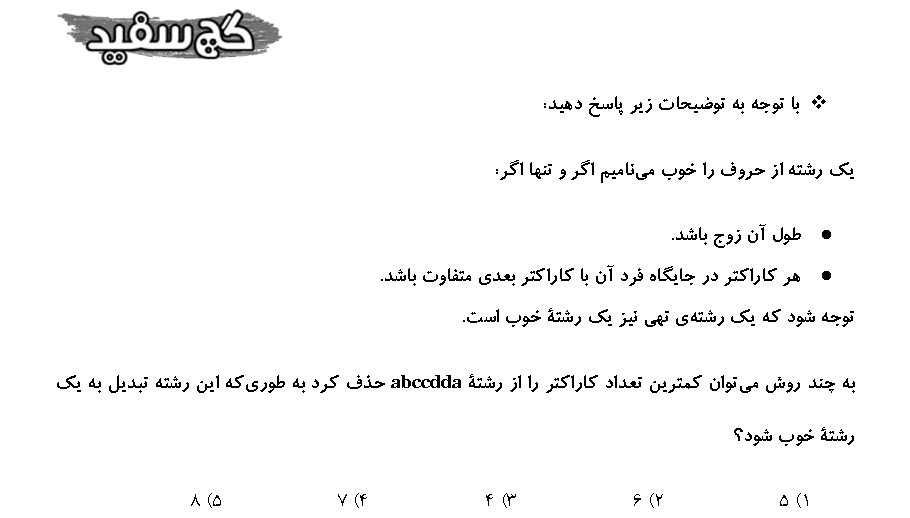 گچ سفید
❖ با توجه به توضیحات زیر پاسخ دهید:
یک رشته از حروف را خوب می‌نامیم اگر و تنها اگر:
● طول آن زوج باشد.
● هر کاراکتر در جایگاه فرد آن با کاراکتر بعدی متفاوت باشد.
توجه شود که یک رشته‌ی تهی نیز یک رشتهٔ خوب است.
به چند روش می‌توان کمترین تعداد کاراکتر را از رشتهٔ abccdda حذف کرد به طوری‌که این رشته تبدیل به یک
رشتهٔ خوب شود؟
۱) ۵ ۲) ۶ ۳) ۴ ۴) ۷ ۵) ۸